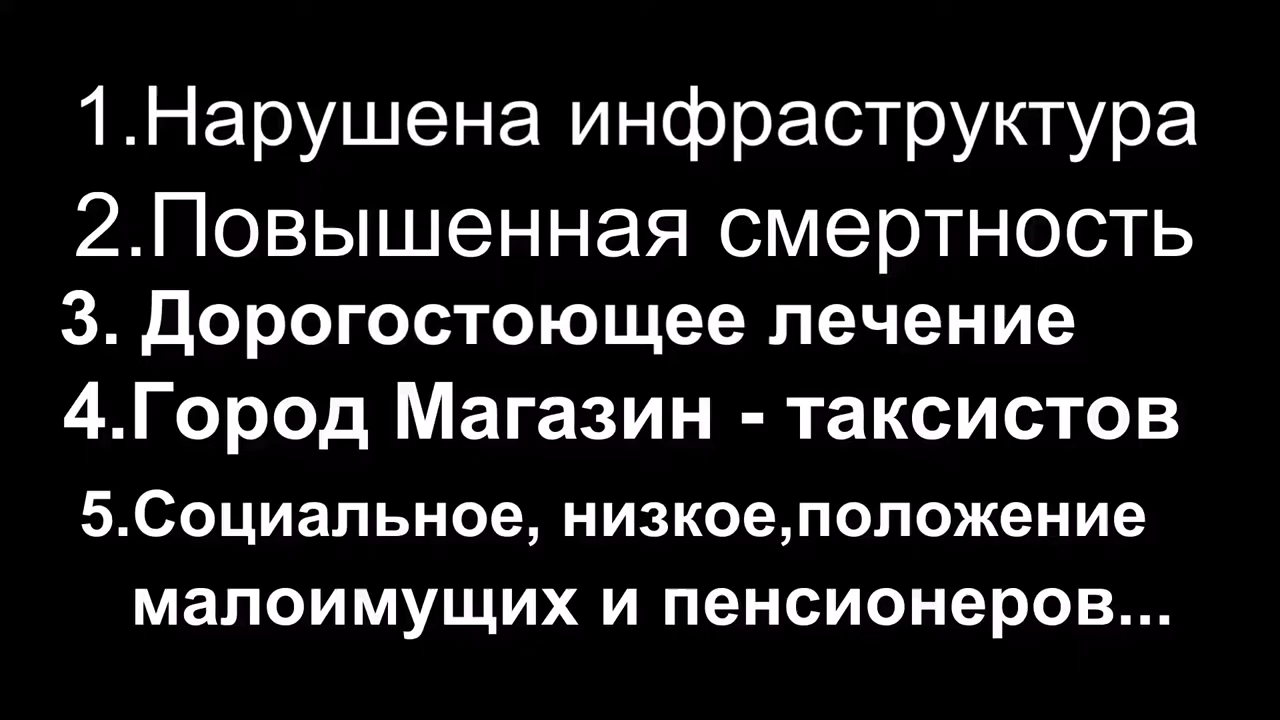 1.Нарушена инфраструктура
2.Повышенная смертность
3. Дорогостоющее лечение
4.Город Магазин - таксистов
5.Социальное, низкое,положение
малоимущих и пенсионеров...